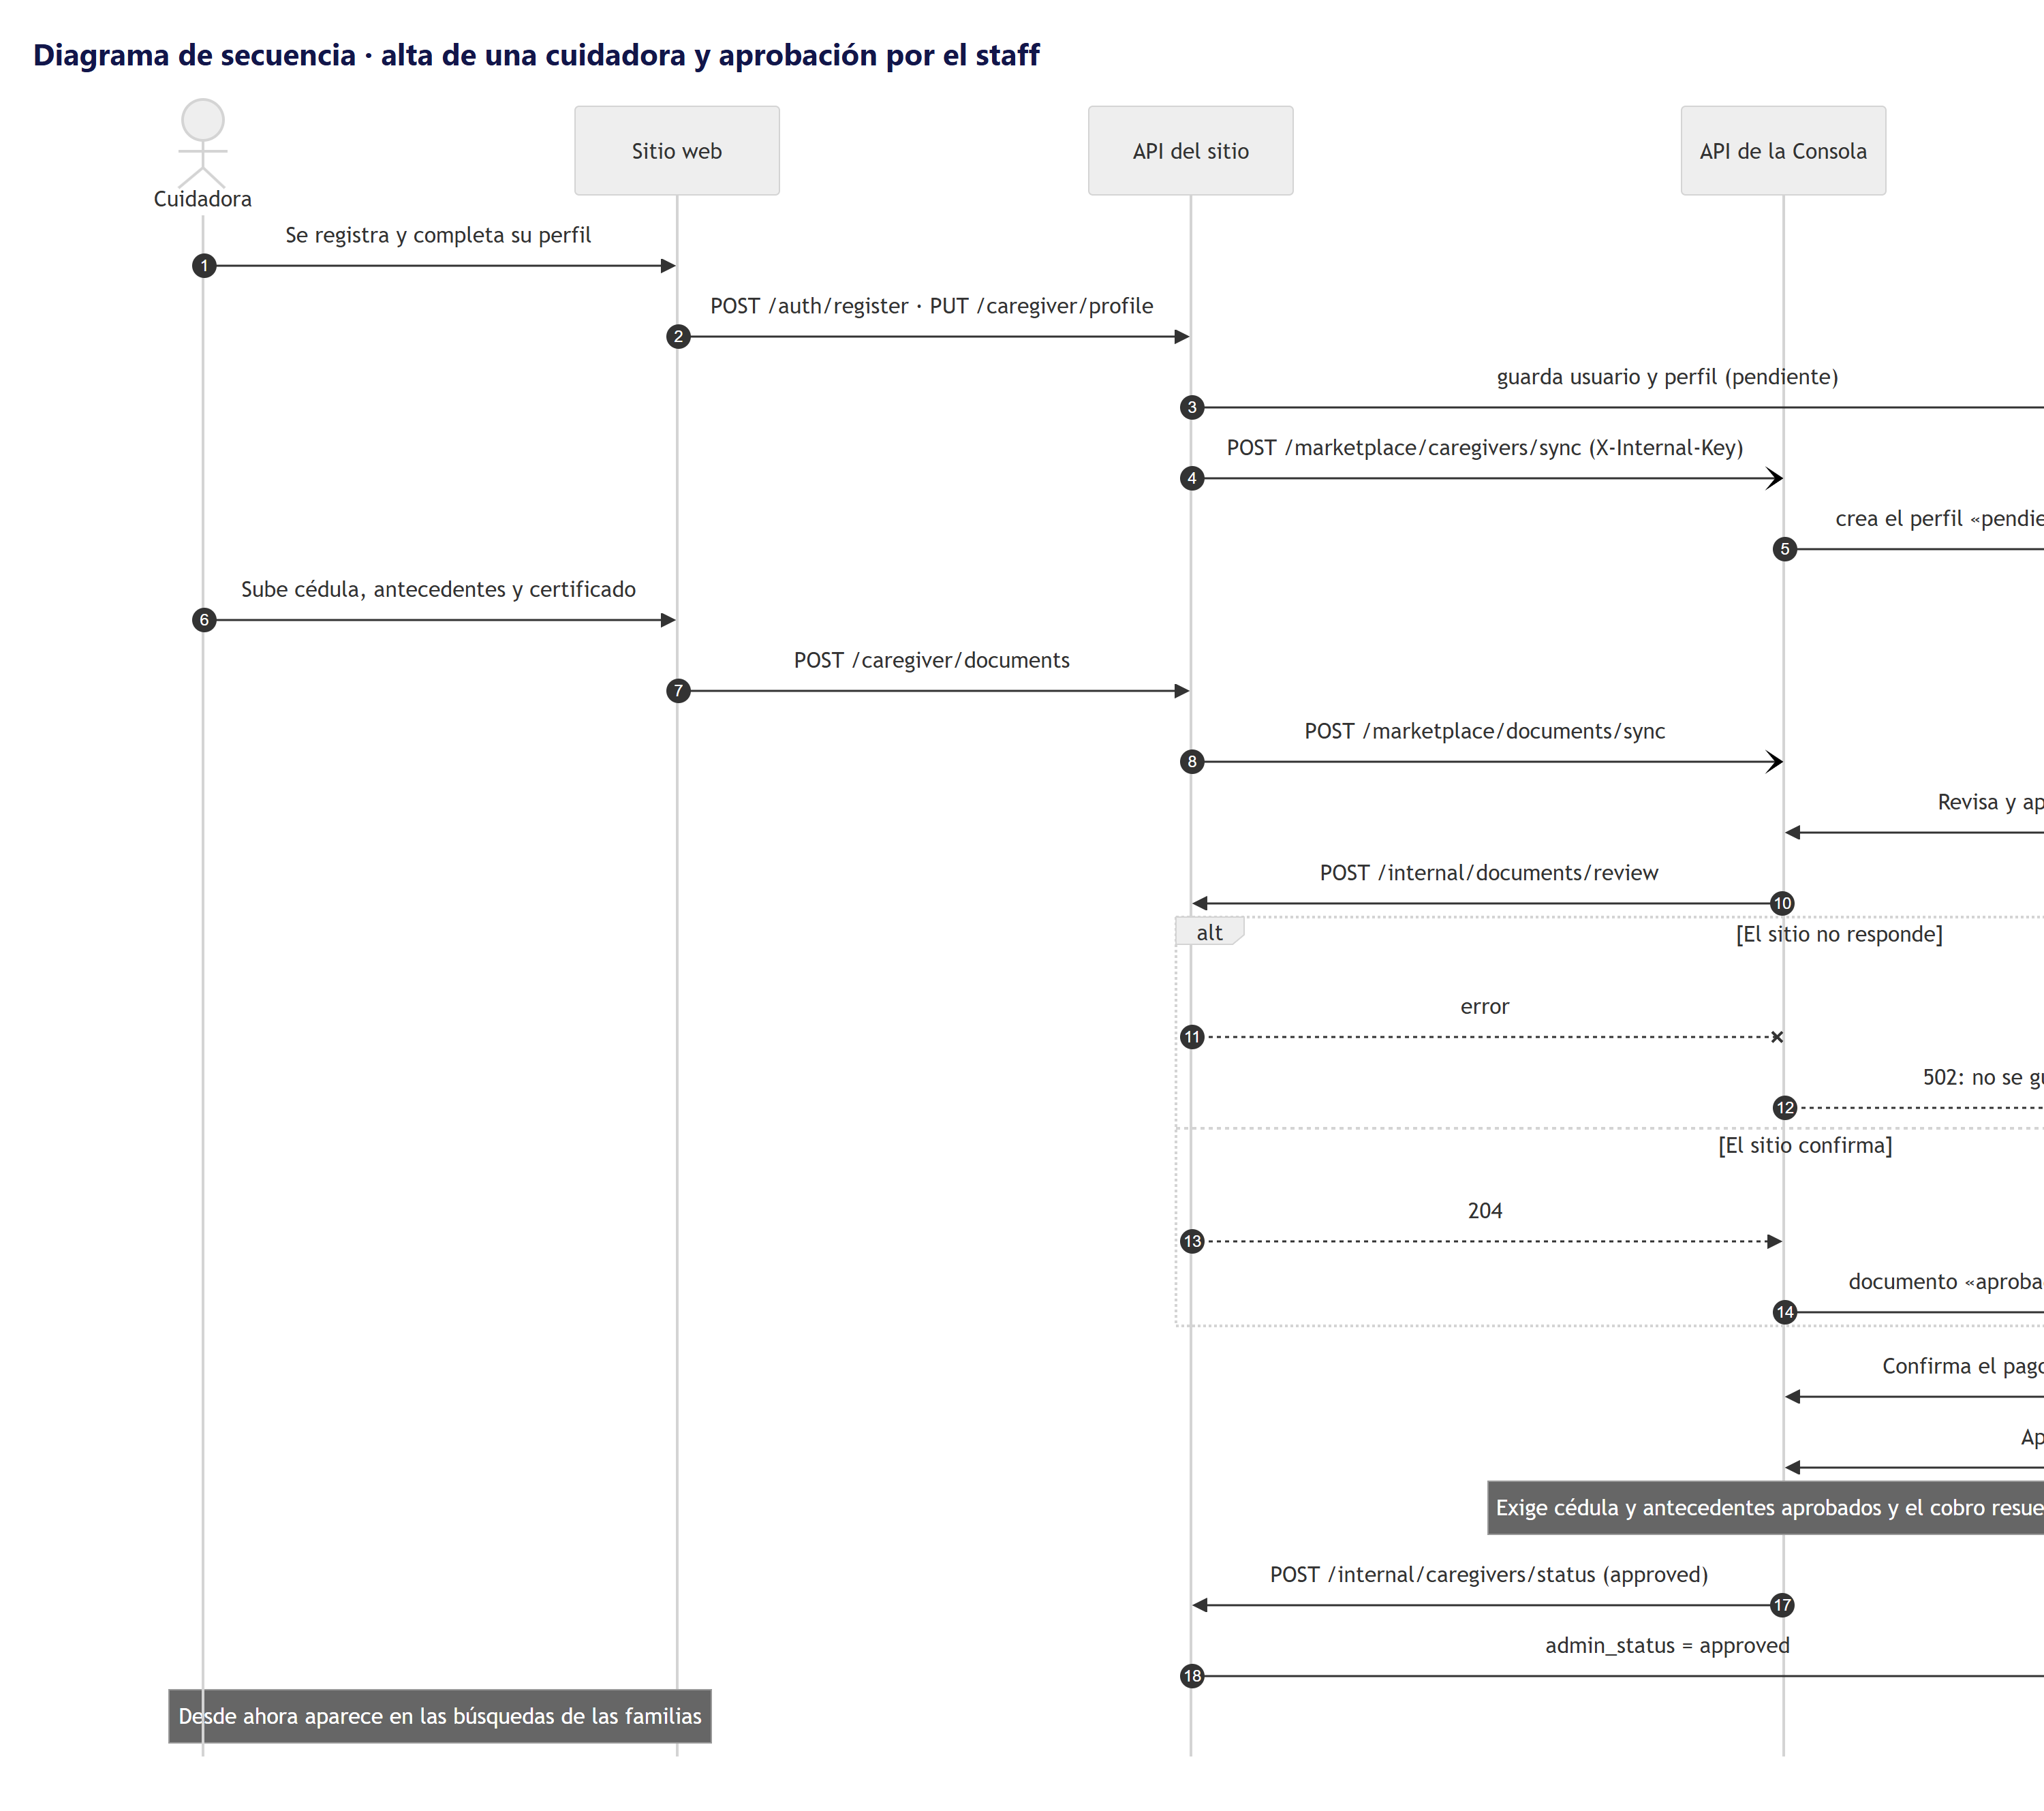 Diagrama de secuencia · alta de una cuidadora y aprobación por el staff
Cuidadora
Sitio web
API del sitio
API de la Consola
Se registra y completa su perfil
1
POST /auth/register · PUT /caregiver/profile
2
guarda usuario y perfil (pendiente)
3
POST /marketplace/caregivers/sync (X-Internal-Key)
4
crea el perfil «pendie
5
Sube cédula, antecedentes y certificado
6
POST /caregiver/documents
7
POST /marketplace/documents/sync
8
Revisa y ap
POST /internal/documents/review
10
alt
[El sitio no responde]
error
11
502: no se gu
12
[El sitio confirma]
204
13
documento «aproba
14
Confirma el pago
Ap
Exige cédula y antecedentes aprobados y el cobro resue
POST /internal/caregivers/status (approved)
17
admin_status = approved
18
Desde ahora aparece en las búsquedas de las familias